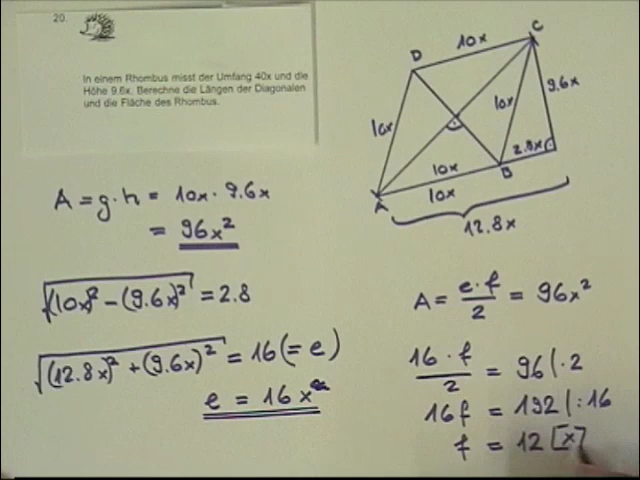 20.
In einem Rhombus misst der Umfang 40x und die
Höhe 9.6x. Berechne die Längen der Diagonalen
und die Fläche des Rhombus.
A = g·h = 10x · 9.6x
= 96x²
√(10x)² - (9.6x)² = 2.8
√(12.8x)² + (9.6x)² = 16 (= e)
e = 16x
D
10x
C
10x
10x
9.6x
10x
2.8x
B
A
10x
12.8x
A = e·f/2 = 96x²
16·f/2 = 96 | ·2
16f = 192 | :16
f = 12 [x]